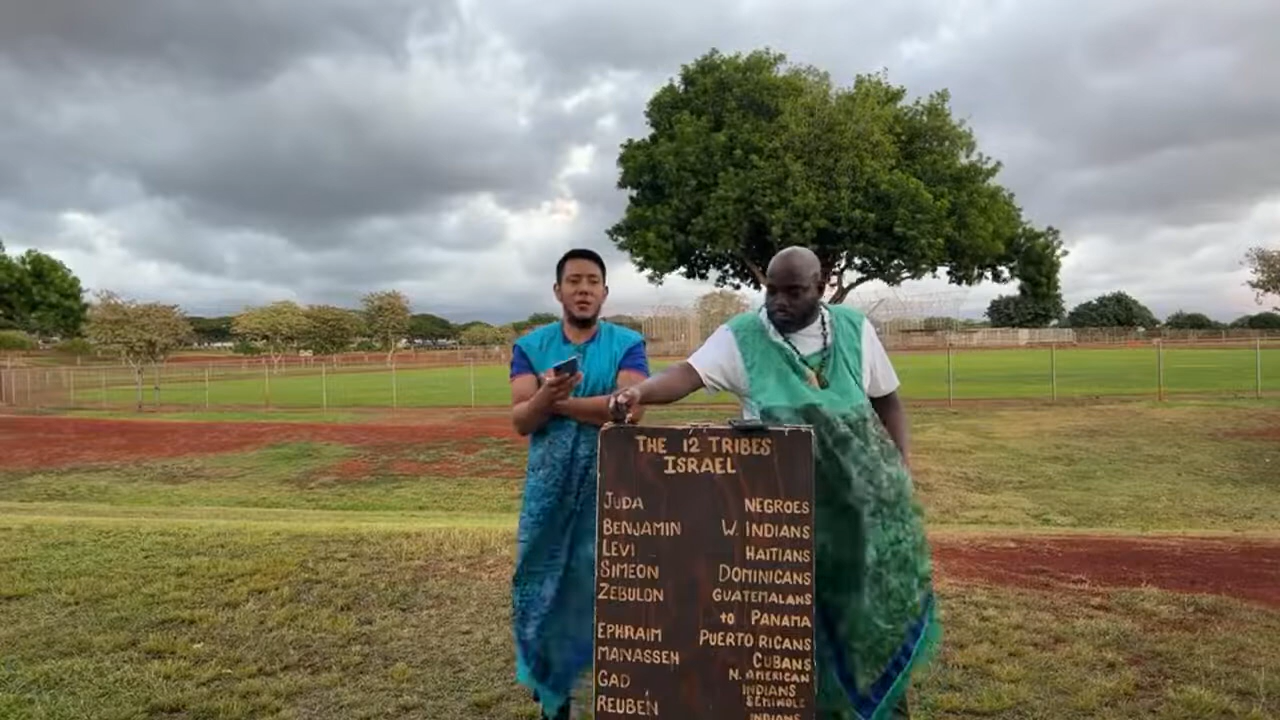 THE 12 TRIBES
ISRAEL
JUDA NEGROES
BENJAMIN W. INDIANS
LEVI HAITIANS
SIMEON DOMINICANS
ZEBULON GUATEMALANS
to PANAMA
EPHRAIM PUERTO RICANS
MANASSEH CUBANS
GAD N. AMERICAN
INDIANS
REUBEN SEMINOLE
INDIANS